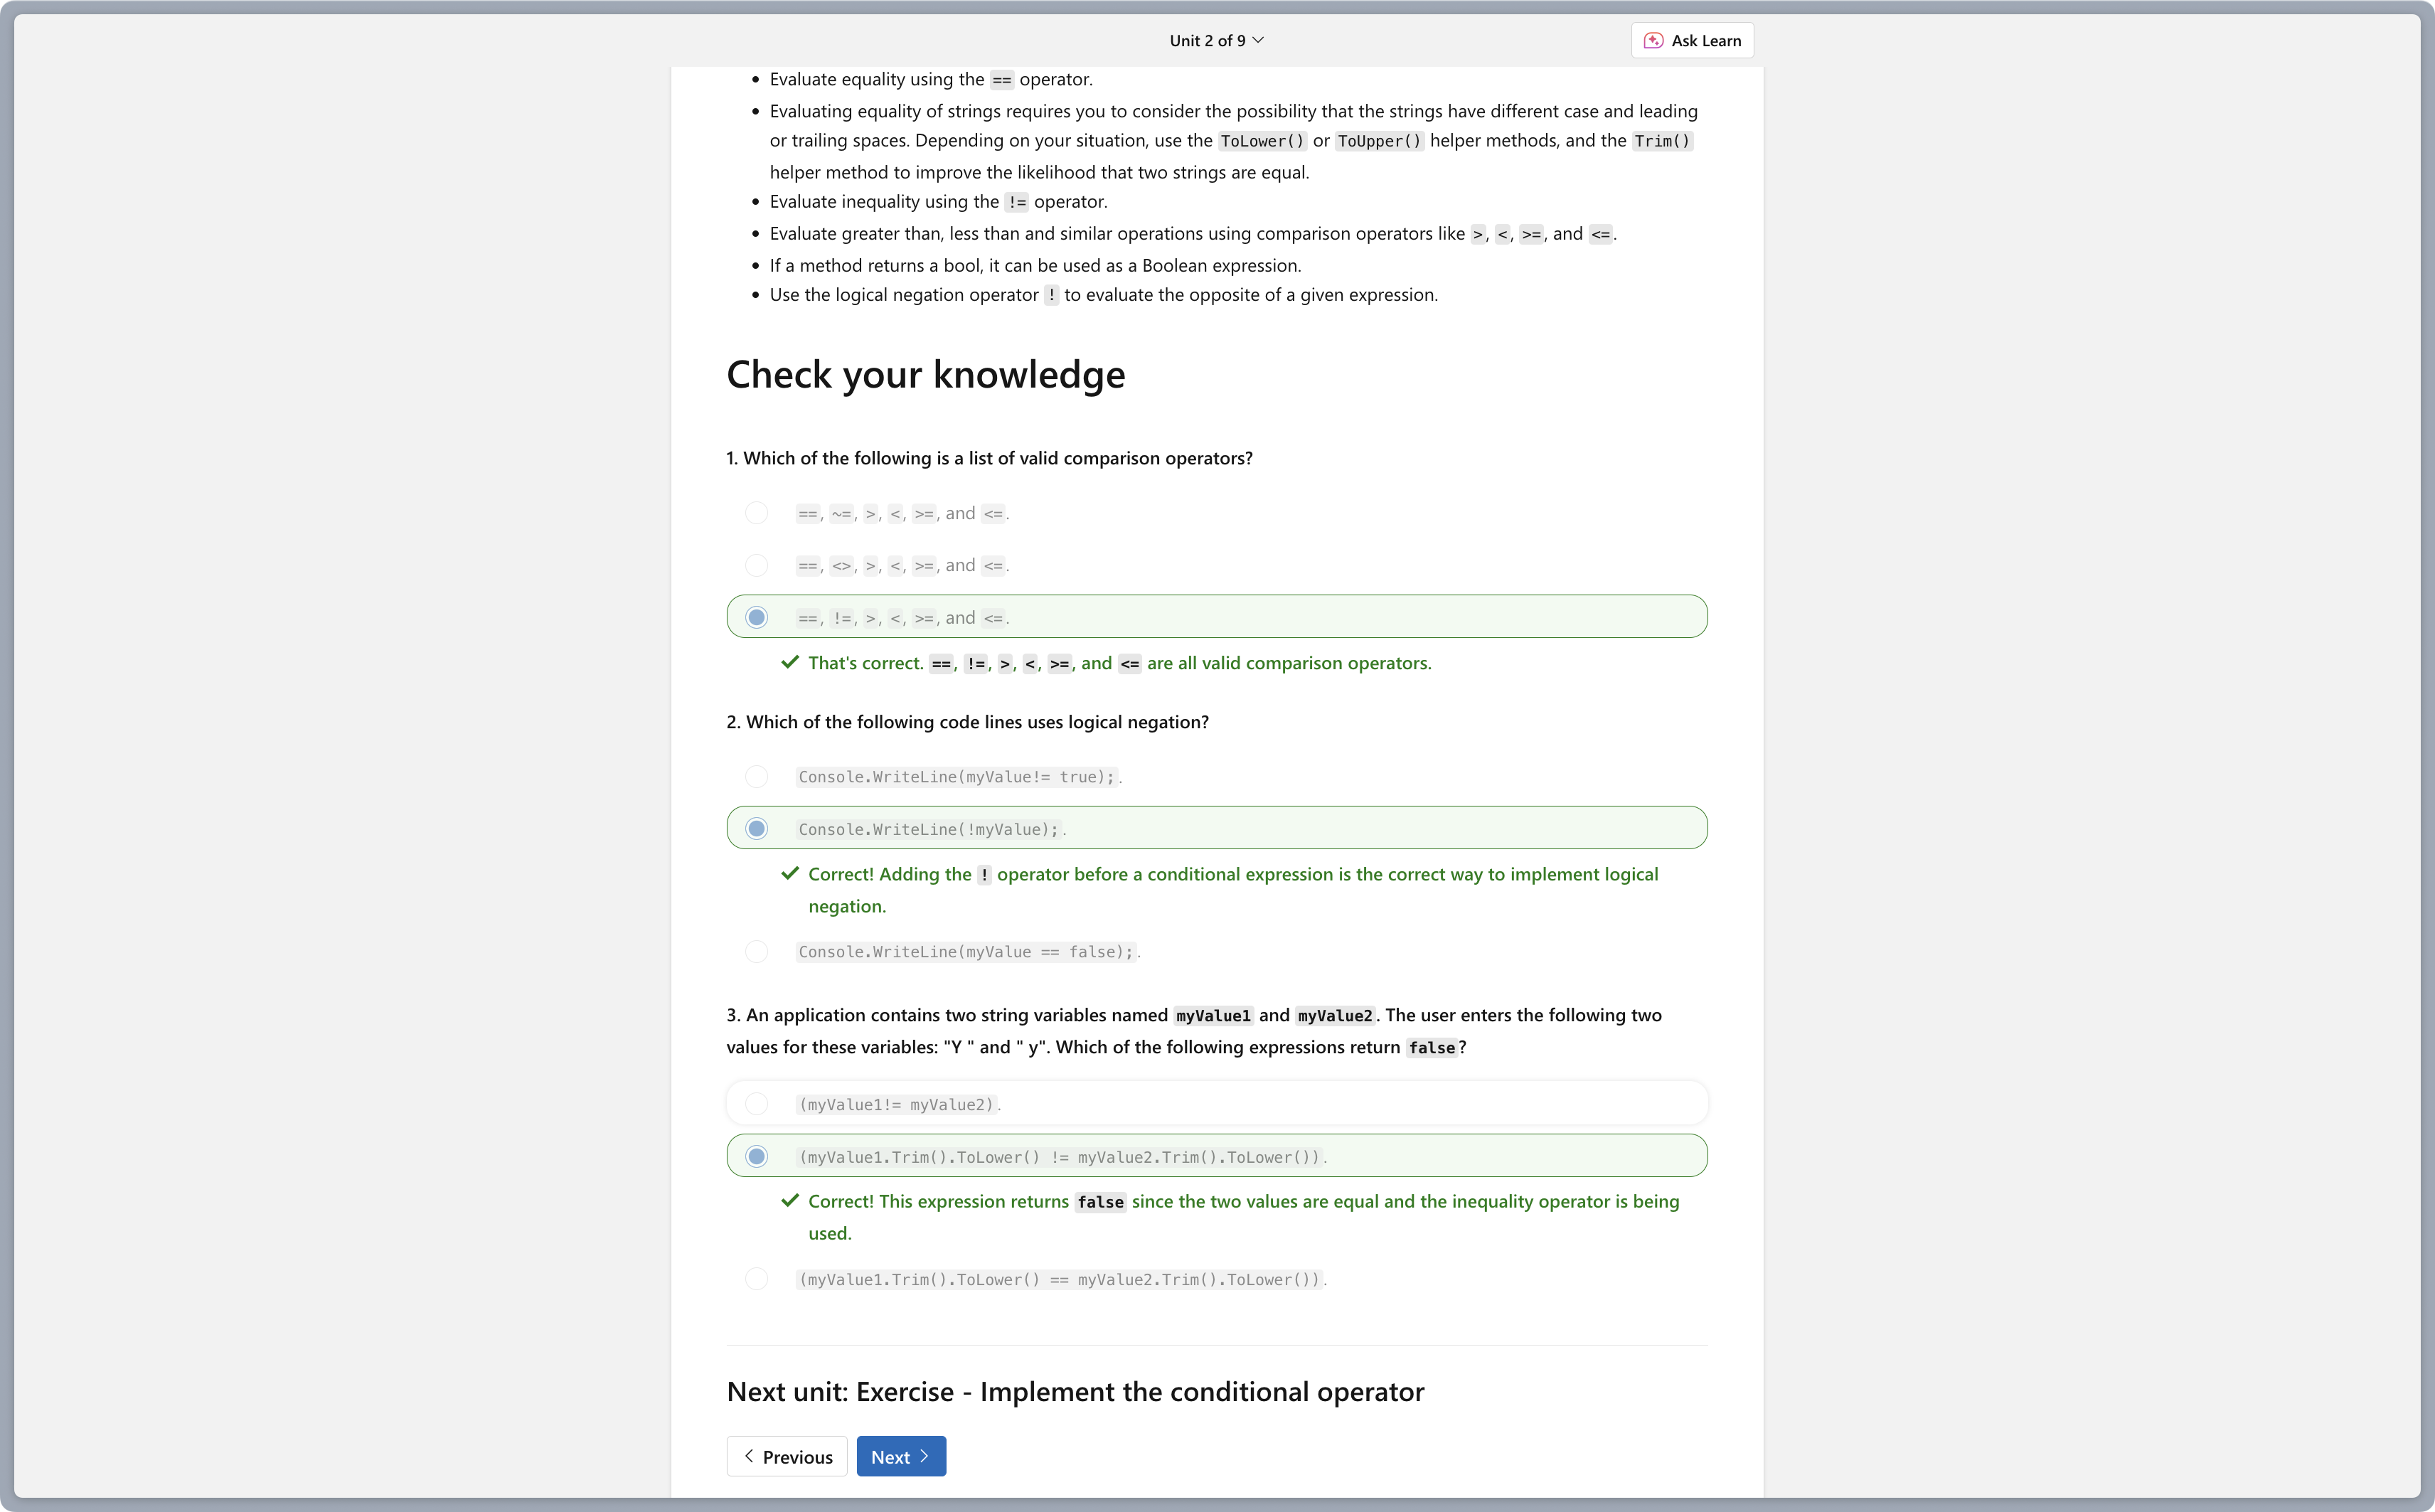 Unit 2 of 9
Ask Learn
Evaluate equality using the == operator.
Evaluating equality of strings requires you to consider the possibility that the strings have different case and leading
or trailing spaces. Depending on your situation, use the ToLower() or ToUpper() helper methods, and the Trim()
helper method to improve the likelihood that two strings are equal.
Evaluate inequality using the != operator.
Evaluate greater than, less than and similar operations using comparison operators like >, <, >=, and <=.
If a method returns a bool, it can be used as a Boolean expression.
Use the logical negation operator ! to evaluate the opposite of a given expression.
Check your knowledge
1. Which of the following is a list of valid comparison operators?
==, ~=, >, <, >=, and <=.
==, <>, >, <, >=, and <=.
==, !=, >, <, >=, and <=.
That's correct. ==, !=, >, <, >=, and <= are all valid comparison operators.
2. Which of the following code lines uses logical negation?
Console.WriteLine(myValue!= true);.
Console.WriteLine(!myValue);.
Correct! Adding the ! operator before a conditional expression is the correct way to implement logical
negation.
Console.WriteLine(myValue == false);.
3. An application contains two string variables named myValue1 and myValue2. The user enters the following two
values for these variables: "Y " and " y". Which of the following expressions return false?
(myValue1!= myValue2).
(myValue1.Trim().ToLower() != myValue2.Trim().ToLower()).
Correct! This expression returns false since the two values are equal and the inequality operator is being
used.
(myValue1.Trim().ToLower() == myValue2.Trim().ToLower()).
Next unit: Exercise - Implement the conditional operator
Previous
Next